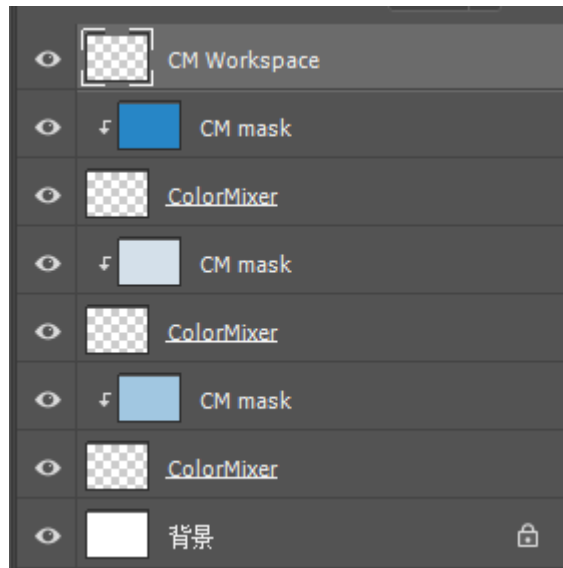 CM Workspace
CM mask
ColorMixer
CM mask
ColorMixer
CM mask
ColorMixer
背景